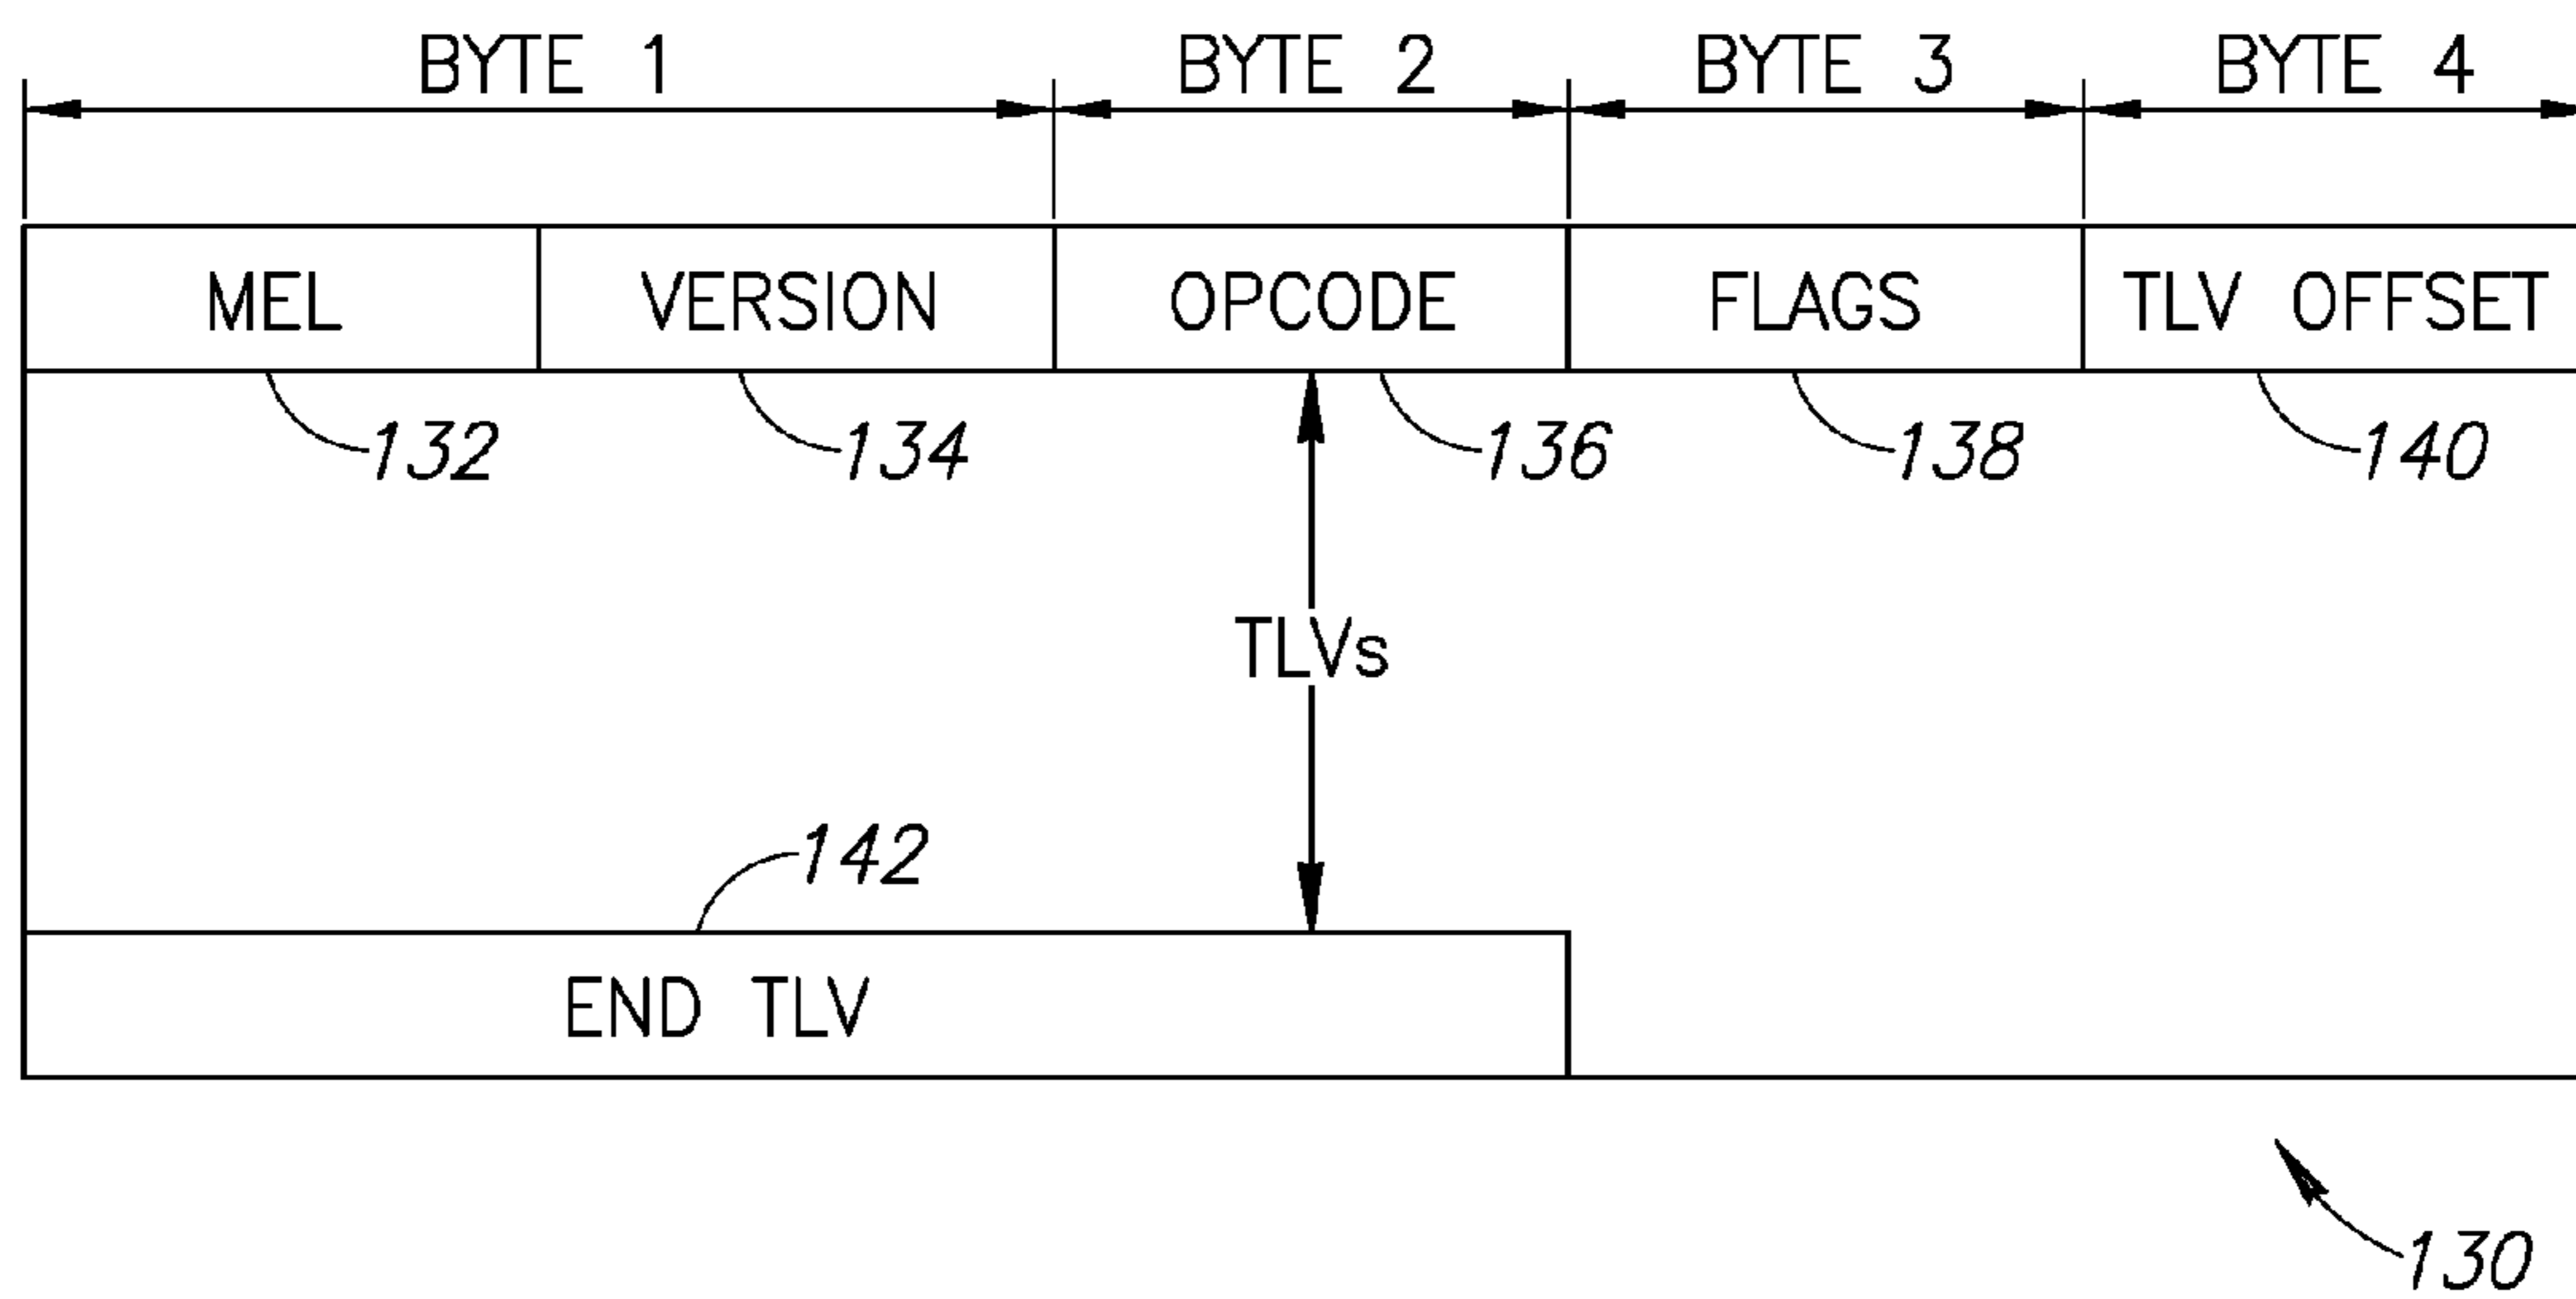 BYTE 1 BYTE 2 BYTE 3 BYTE 4
MEL VERSION OPCODE FLAGS TLV OFFSET
132 134 136 138 140
TLVs
142
END TLV
130